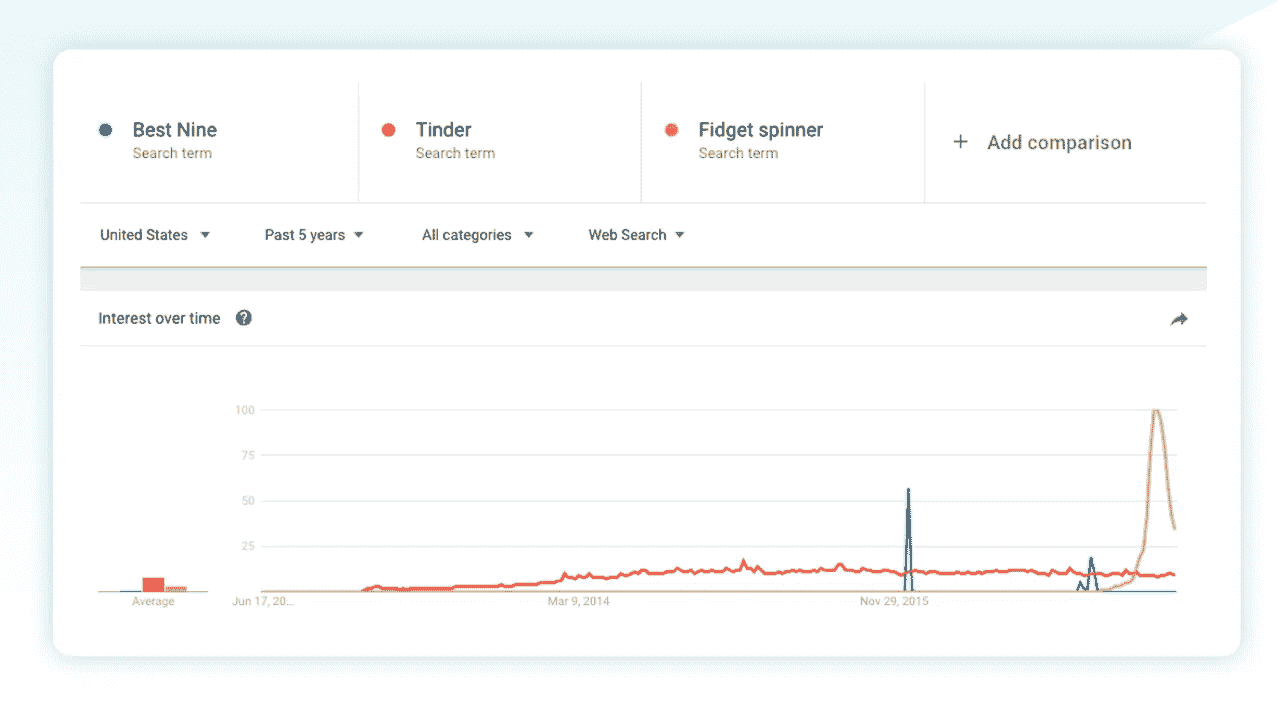 Best Nine
Search term
Tinder
Search term
Fidget spinner
Search term
+ Add comparison
United States
Past 5 years
All categories
Web Search
Interest over time ?
100
75
50
25
Average
Jun 17, 20...
Mar 9, 2014
Nov 29, 2015